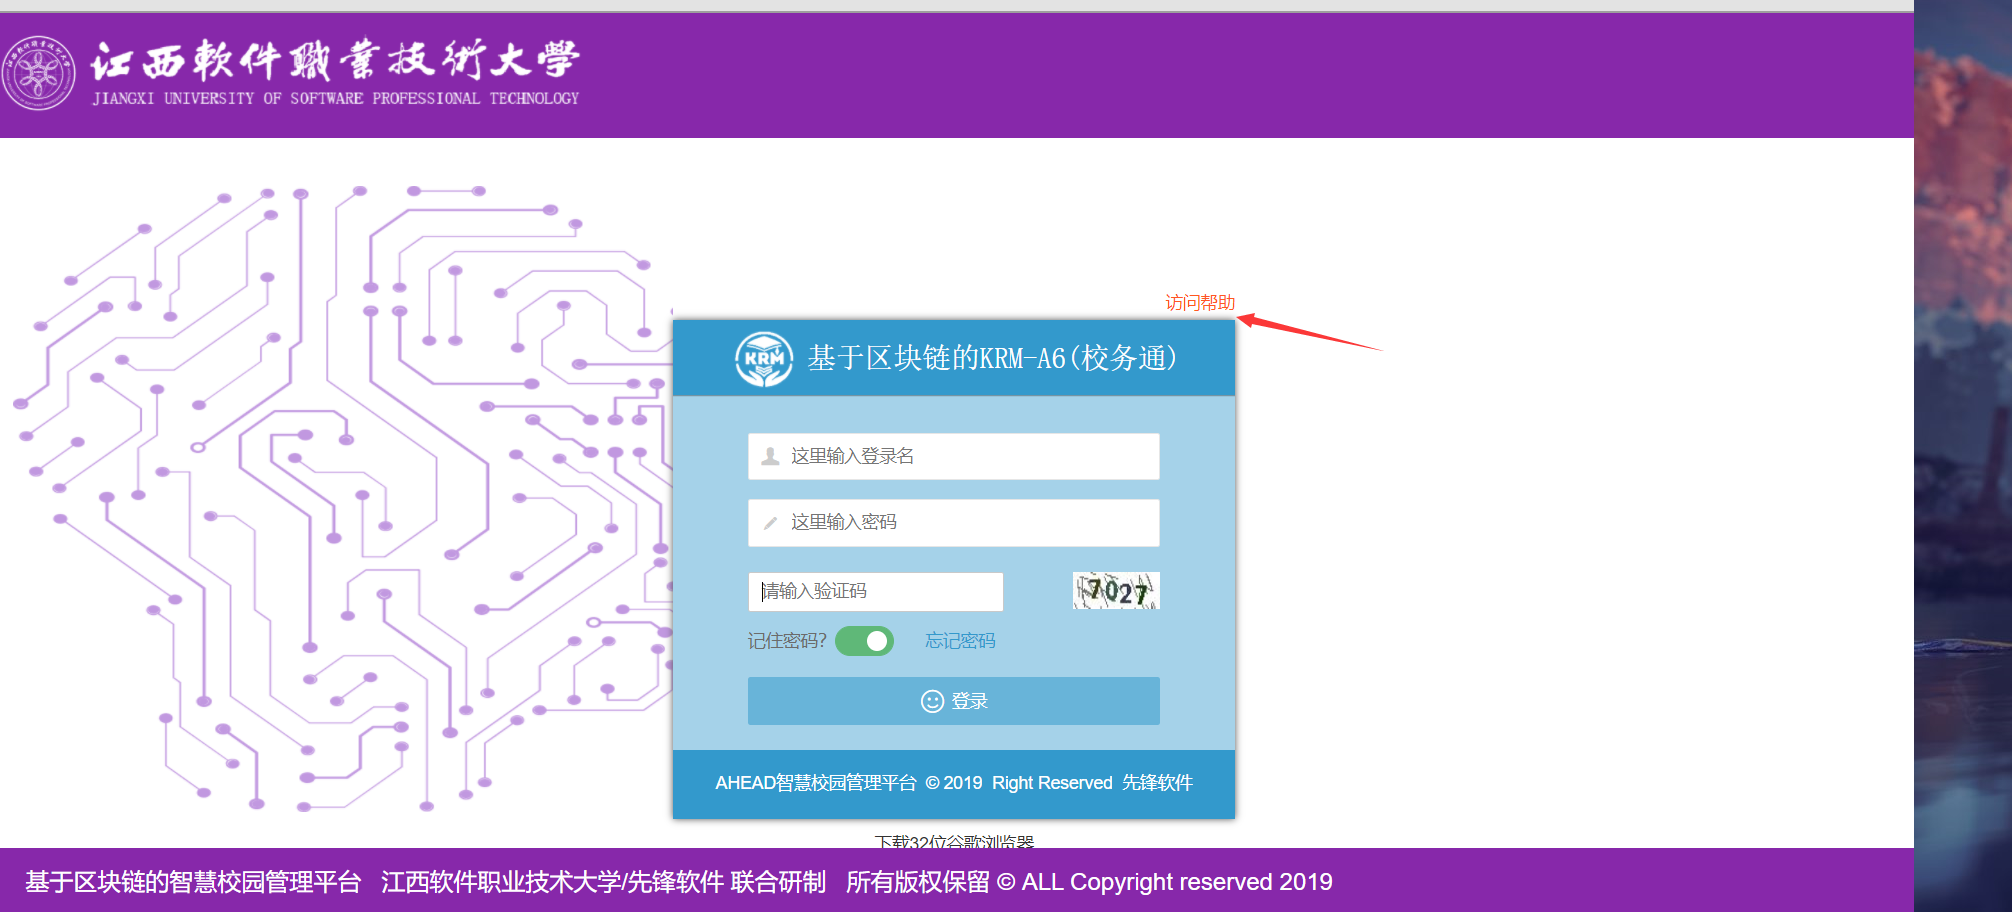 江西軟件職業技術大學
JIANGXI UNIVERSITY OF SOFTWARE PROFESSIONAL TECHNOLOGY
访问帮助
KRM
基于区块链的KRM-A6(校务通)
这里输入登录名
这里输入密码
请输入验证码
7027
记住密码?
忘记密码
登录
AHEAD智慧校园管理平台 © 2019 Right Reserved 先锋软件
下载32位谷歌浏览器
基于区块链的智慧校园管理平台 江西软件职业技术大学/先锋软件 联合研制 所有版权保留 © ALL Copyright reserved 2019